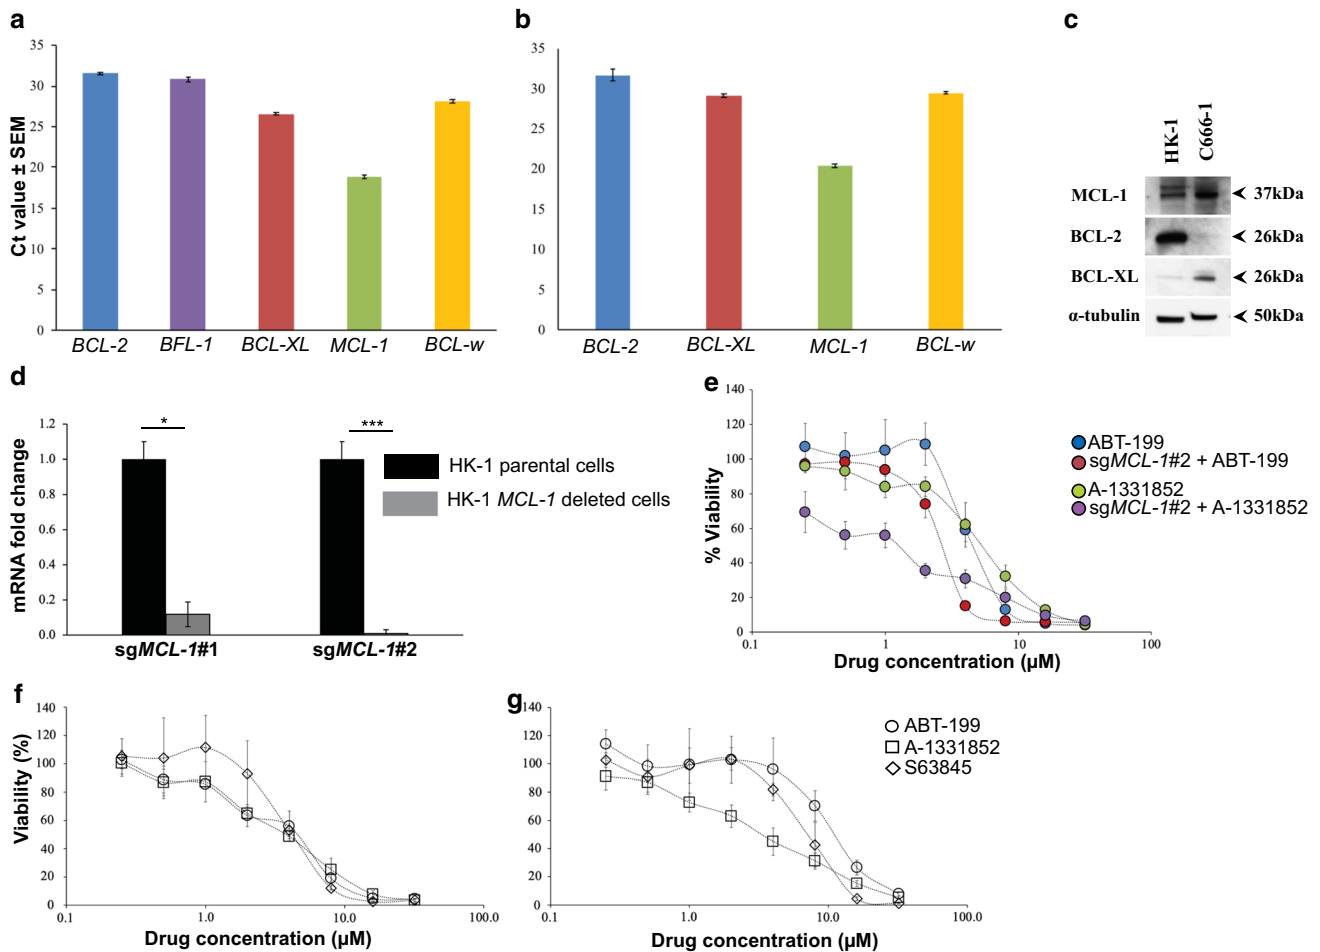 a
Ct value ± SEM
35
30
25
20
15
10
5
0
BCL-2 BFL-1 BCL-XL MCL-1 BCL-w
b
35
30
25
20
15
10
5
0
BCL-2 BCL-XL MCL-1 BCL-w
c
HK-1 C666-1
MCL-1 37kDa
BCL-2 26kDa
BCL-XL 26kDa
α-tubulin 50kDa
d
mRNA fold change
1.2
1.0
0.8
0.6
0.4
0.2
0.0
* ***
sgMCL-1#1 sgMCL-1#2
HK-1 parental cells
HK-1 MCL-1 deleted cells
e
% Viability
140
120
100
80
60
40
20
0
0.1 1 10 100
Drug concentration (µM)
ABT-199
sgMCL-1#2 + ABT-199
A-1331852
sgMCL-1#2 + A-1331852
f
Viability (%)
140
120
100
80
60
40
20
0
0.1 1.0 10.0 100.0
Drug concentration (µM)
g
140
120
100
80
60
40
20
0
0.1 1.0 10.0 100.0
Drug concentration (µM)
ABT-199
A-1331852
S63845